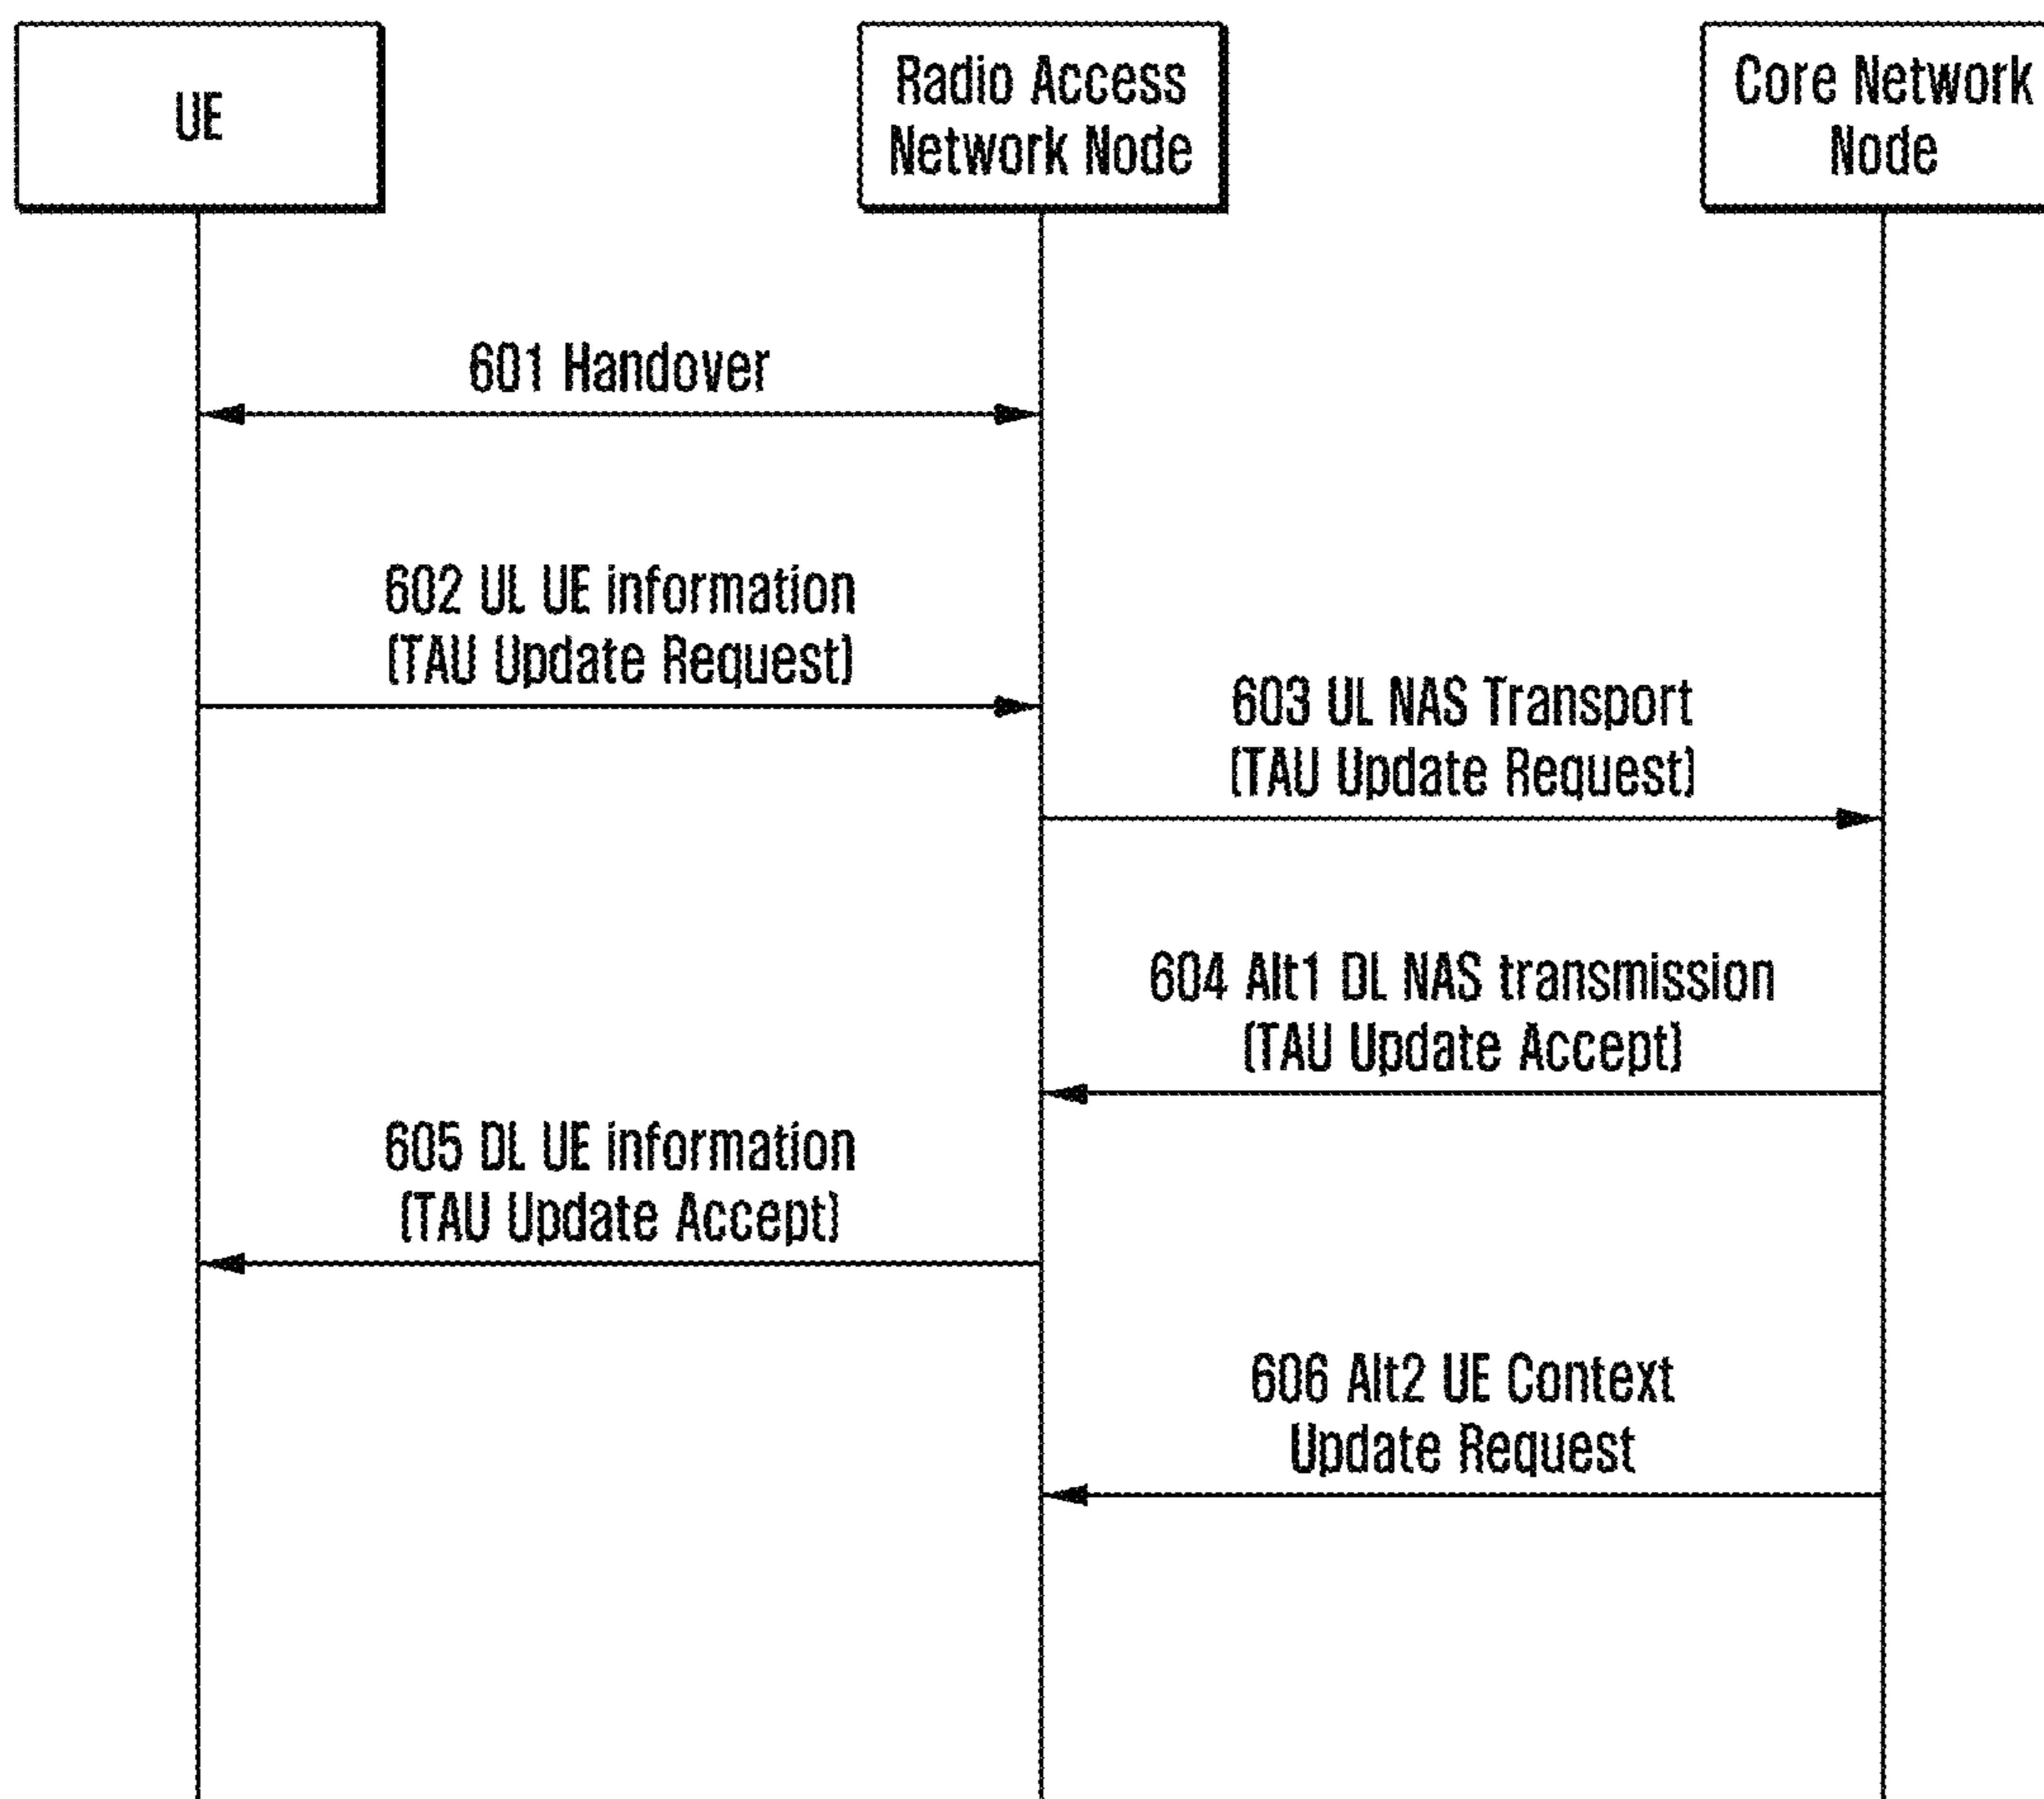 UE
Radio Access
Network Node
Core Network
Node
601 Handover
602 UL UE information
(TAU Update Request)
603 UL NAS Transport
(TAU Update Request)
604 Alt1 DL NAS transmission
(TAU Update Accept)
605 DL UE information
(TAU Update Accept)
606 Alt2 UE Context
Update Request